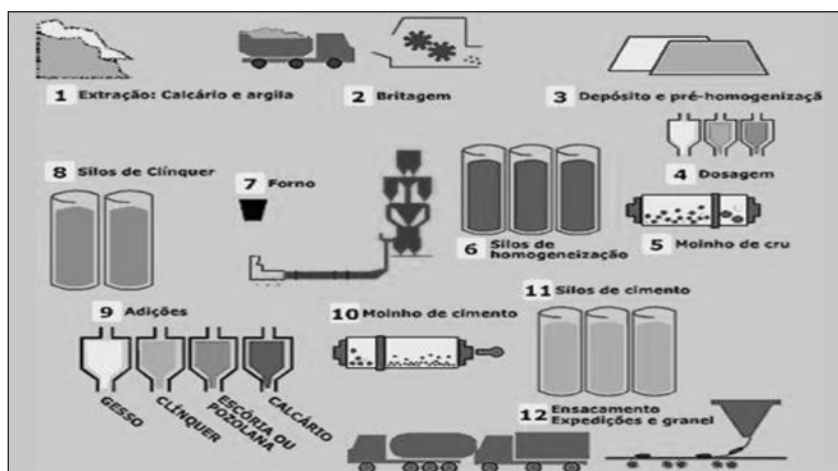 1 Extração: Calcário e argila
2 Britagem
3 Depósito e pré-homogenizaçã
4 Dosagem
8 Silos de Clínquer
7 Forno
6 Silos de
homogeneização
5 Moinho de cru
9 Adições
10 Moinho de cimento
11 Silos de cimento
GESSO
CLÍNQUER
ESCÓRIA OU
POZOLANA
CALCÁRIO
12 Ensacamento
Expedições e granel